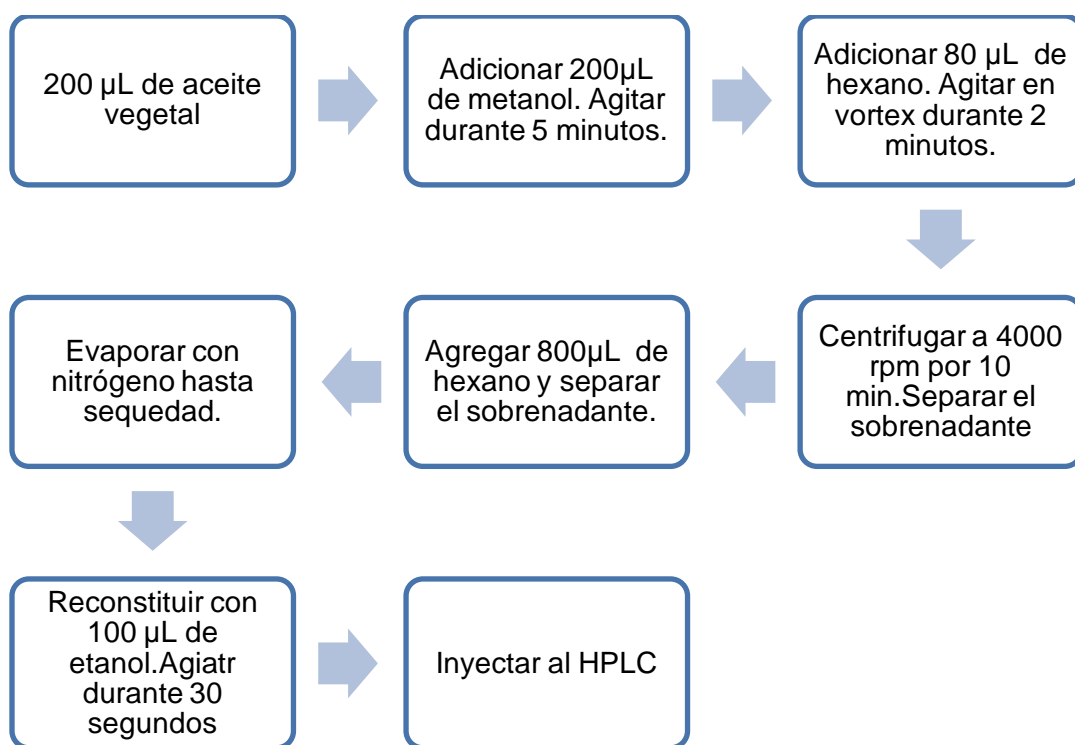 200 µL de aceite
vegetal
Adicionar 200µL
de metanol. Agitar
durante 5 minutos.
Adicionar 80 µL  de
hexano. Agitar en
vortex durante 2
minutos.
Centrifugar a 4000
rpm por 10
min.Separar el
sobrenadante
Agregar 800µL  de
hexano y separar
el sobrenadante.
Evaporar con
nitrógeno hasta
sequedad.
Reconstituir con
100 µL de
etanol.Agiatr
durante 30
segundos
Inyectar al HPLC